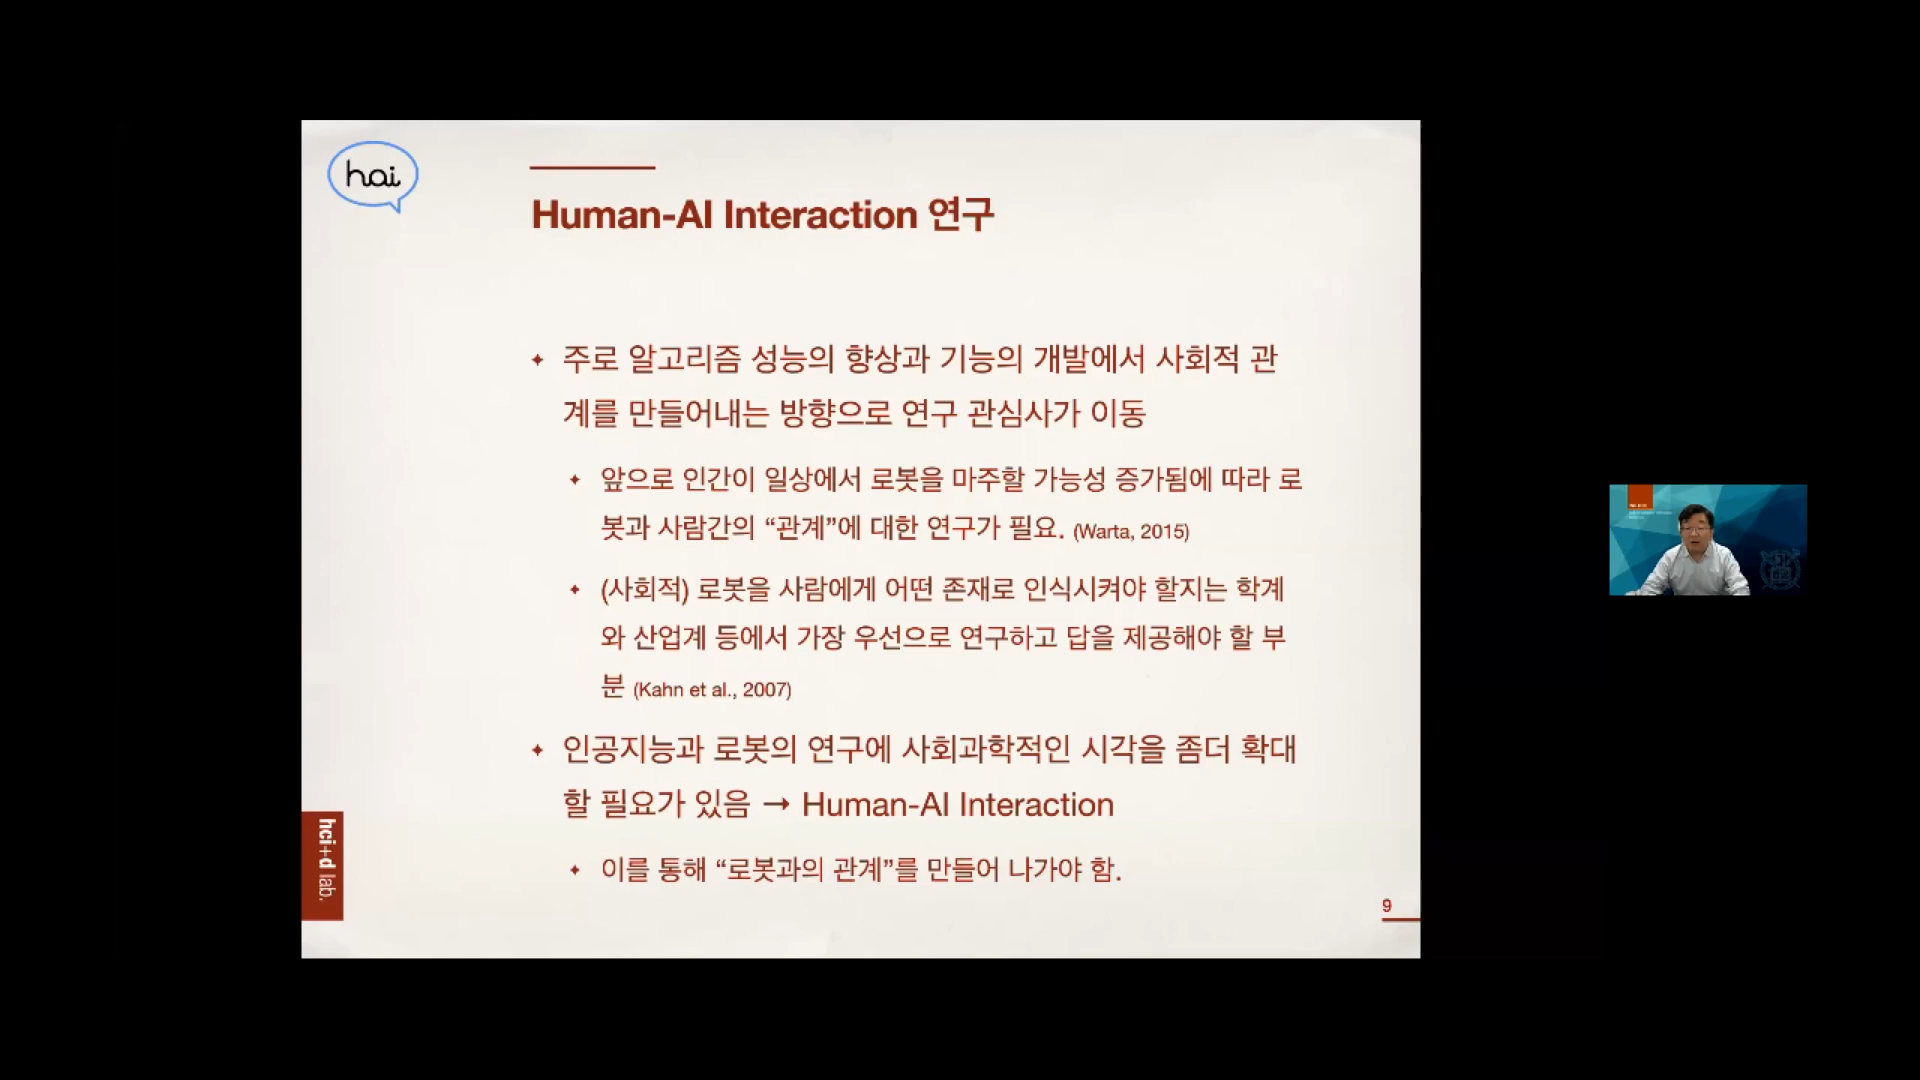 hai
Human-AI Interaction 연구
✦ 주로 알고리즘 성능의 향상과 기능의 개발에서 사회적 관
계를 만들어내는 방향으로 연구 관심사가 이동
✦ 앞으로 인간이 일상에서 로봇을 마주할 가능성 증가됨에 따라 로
봇과 사람간의 “관계”에 대한 연구가 필요. (Warta, 2015)
✦ (사회적) 로봇을 사람에게 어떤 존재로 인식시켜야 할지는 학계
와 산업계 등에서 가장 우선으로 연구하고 답을 제공해야 할 부
분 (Kahn et al., 2007)
✦ 인공지능과 로봇의 연구에 사회과학적인 시각을 좀더 확대
할 필요가 있음 → Human-AI Interaction
✦ 이를 통해 “로봇과의 관계”를 만들어 나가야 함.
hci+d lab.
9